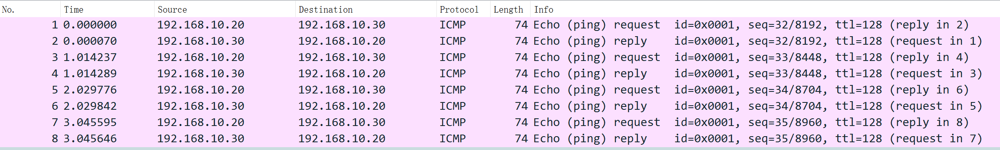 No. Time Source Destination Protocol Length Info
1 0.000000 192.168.10.20 192.168.10.30 ICMP 74 Echo (ping) request id=0x0001, seq=32/8192, ttl=128 (reply in 2)
2 0.000070 192.168.10.30 192.168.10.20 ICMP 74 Echo (ping) reply id=0x0001, seq=32/8192, ttl=128 (request in 1)
3 1.014237 192.168.10.20 192.168.10.30 ICMP 74 Echo (ping) request id=0x0001, seq=33/8448, ttl=128 (reply in 4)
4 1.014289 192.168.10.30 192.168.10.20 ICMP 74 Echo (ping) reply id=0x0001, seq=33/8448, ttl=128 (request in 3)
5 2.029776 192.168.10.20 192.168.10.30 ICMP 74 Echo (ping) request id=0x0001, seq=34/8704, ttl=128 (reply in 6)
6 2.029842 192.168.10.30 192.168.10.20 ICMP 74 Echo (ping) reply id=0x0001, seq=34/8704, ttl=128 (request in 5)
7 3.045595 192.168.10.20 192.168.10.30 ICMP 74 Echo (ping) request id=0x0001, seq=35/8960, ttl=128 (reply in 8)
8 3.045646 192.168.10.30 192.168.10.20 ICMP 74 Echo (ping) reply id=0x0001, seq=35/8960, ttl=128 (request in 7)